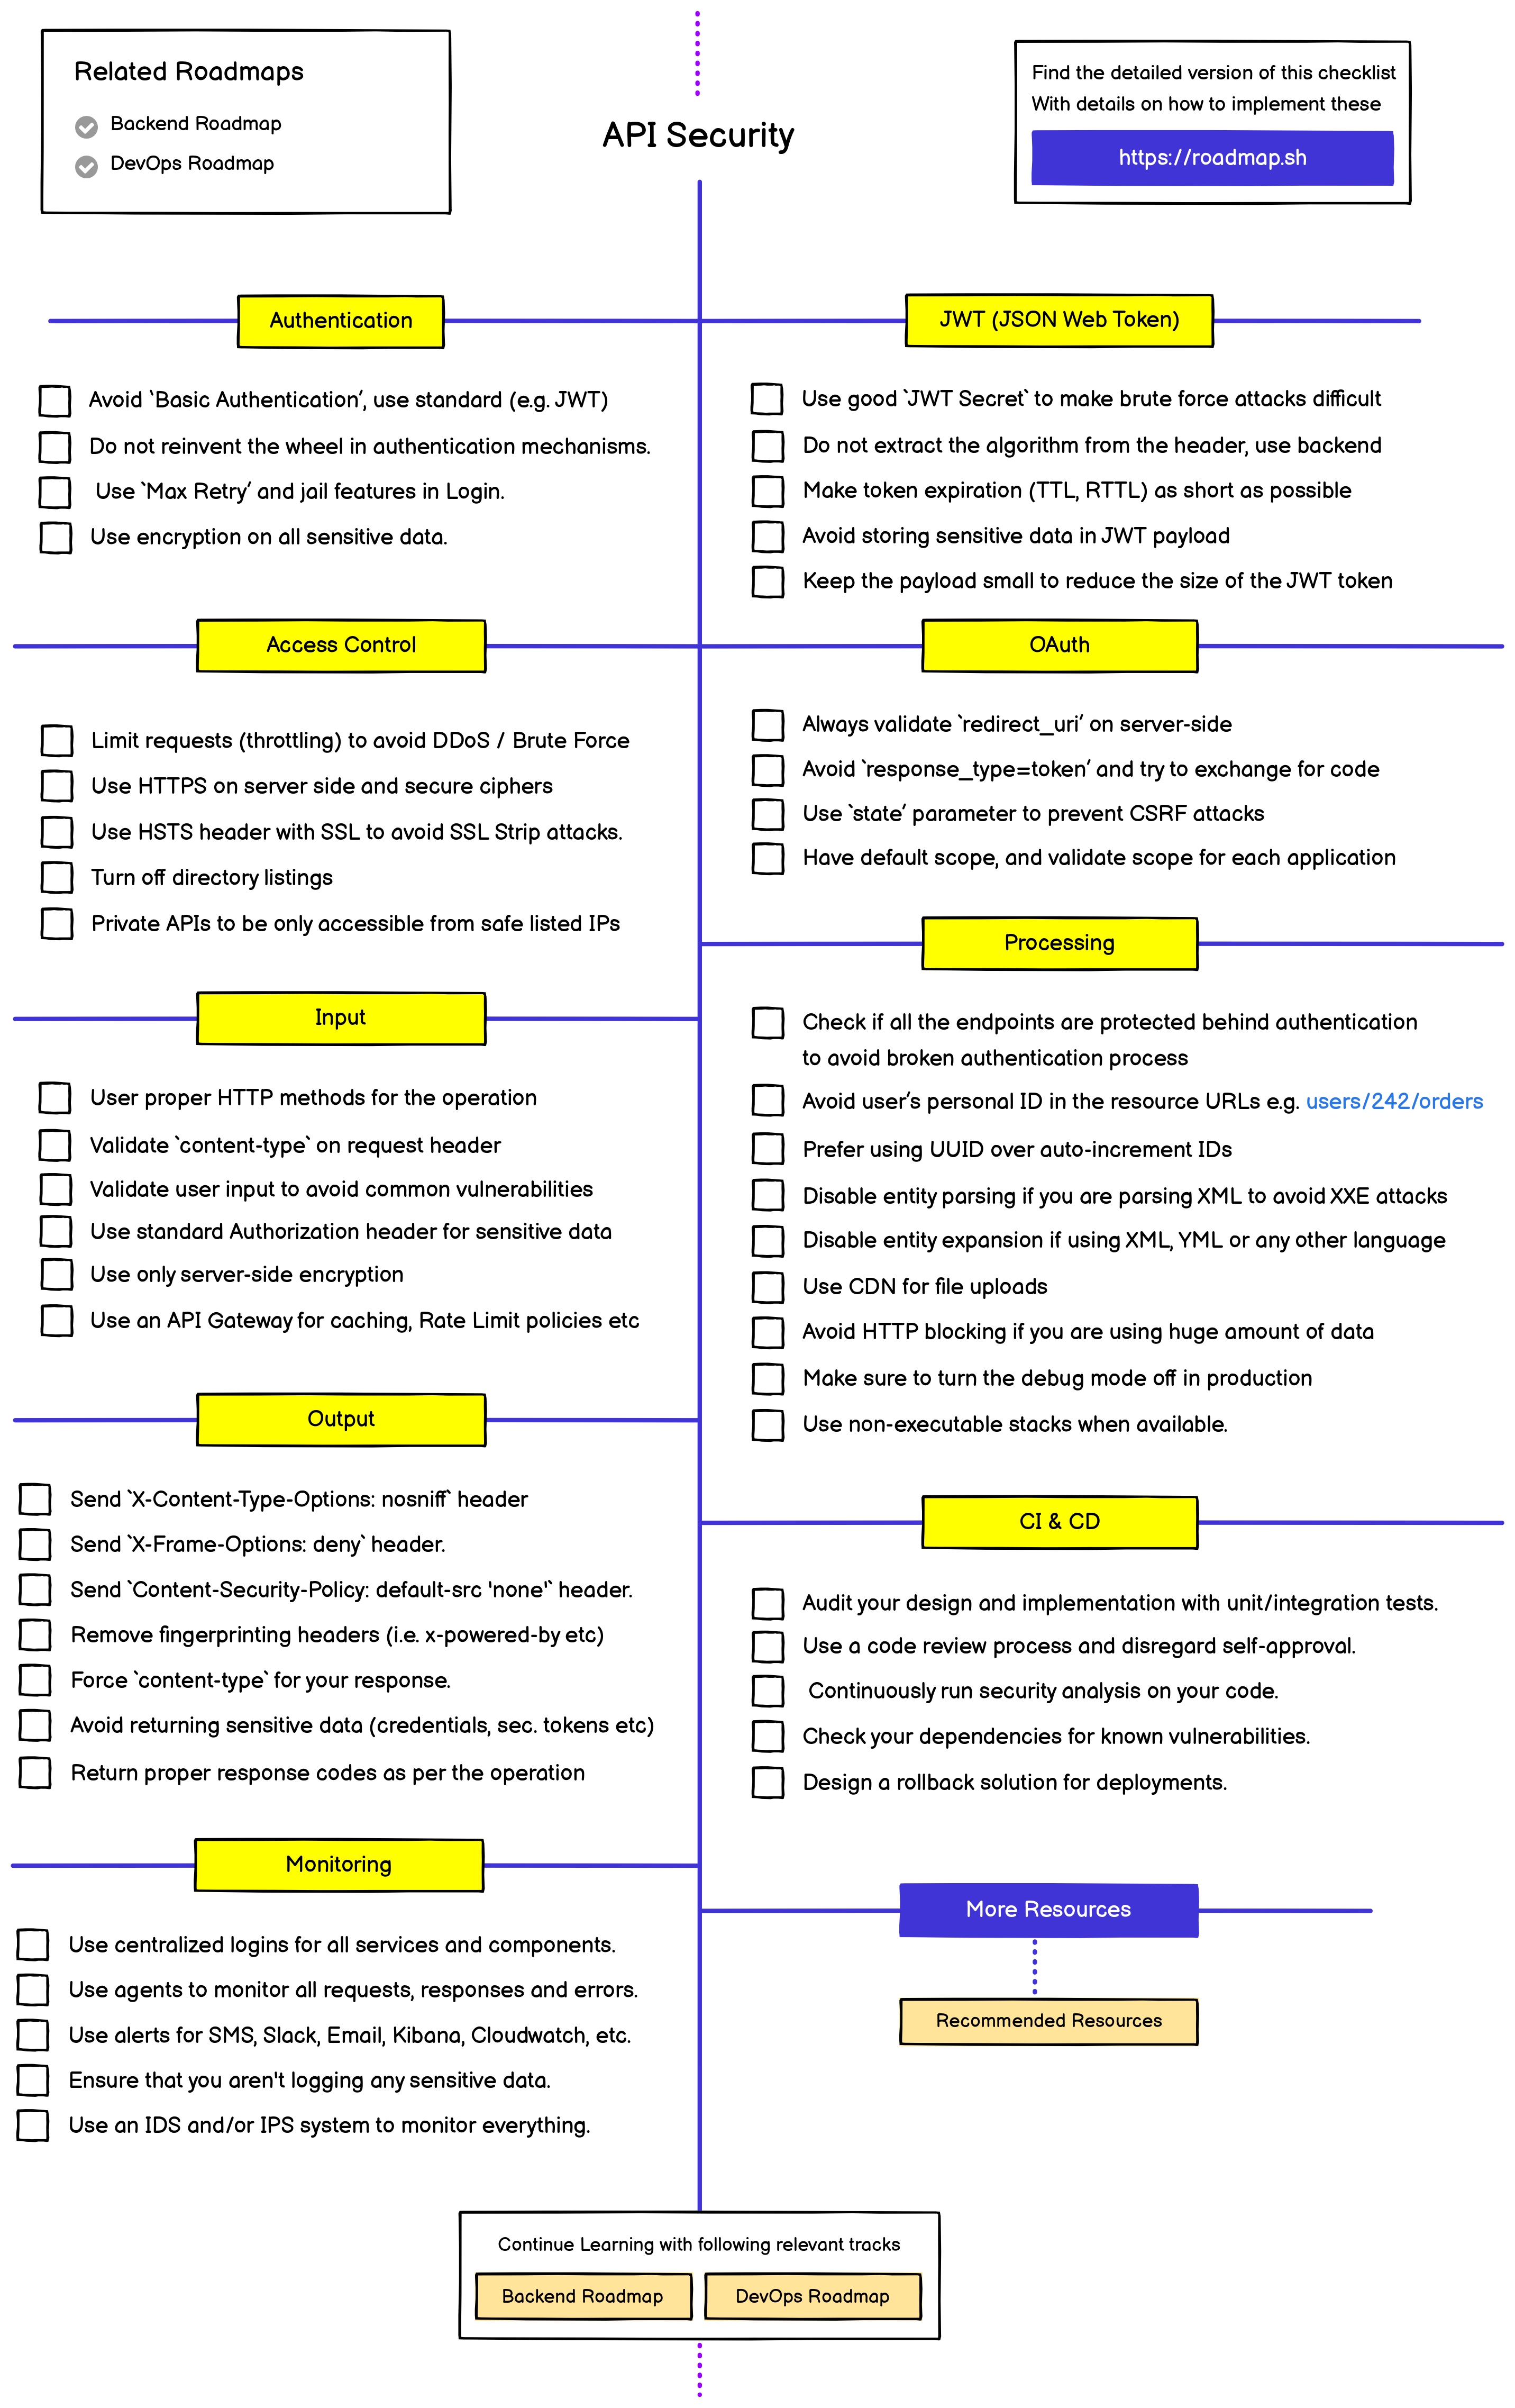 Related Roadmaps
Backend Roadmap
DevOps Roadmap
API Security
Find the detailed version of this checklist
With details on how to implement these
https://roadmap.sh
Authentication
Avoid `Basic Authentication’, use standard (e.g. JWT)
Do not reinvent the wheel in authentication mechanisms.
Use `Max Retry’ and jail features in Login.
Use encryption on all sensitive data.
JWT (JSON Web Token)
Use good `JWT Secret` to make brute force attacks difficult
Do not extract the algorithm from the header, use backend
Make token expiration (TTL, RTTL) as short as possible
Avoid storing sensitive data in JWT payload
Keep the payload small to reduce the size of the JWT token
Access Control
Limit requests (throttling) to avoid DDoS / Brute Force
Use HTTPS on server side and secure ciphers
Use HSTS header with SSL to avoid SSL Strip attacks.
Turn off directory listings
Private APIs to be only accessible from safe listed IPs
OAuth
Always validate `redirect_uri’ on server-side
Avoid `response_type=token’ and try to exchange for code
Use `state’ parameter to prevent CSRF attacks
Have default scope, and validate scope for each application
Input
User proper HTTP methods for the operation
Validate `content-type` on request header
Validate user input to avoid common vulnerabilities
Use standard Authorization header for sensitive data
Use only server-side encryption
Use an API Gateway for caching, Rate Limit policies etc
Processing
Check if all the endpoints are protected behind authentication
to avoid broken authentication process
Avoid user’s personal ID in the resource URLs e.g. users/242/orders
Prefer using UUID over auto-increment IDs
Disable entity parsing if you are parsing XML to avoid XXE attacks
Disable entity expansion if using XML, YML or any other language
Use CDN for file uploads
Avoid HTTP blocking if you are using huge amount of data
Make sure to turn the debug mode off in production
Use non-executable stacks when available.
Output
Send `X-Content-Type-Options: nosniff` header
Send `X-Frame-Options: deny` header.
Send `Content-Security-Policy: default-src 'none'` header.
Remove fingerprinting headers (i.e. x-powered-by etc)
Force `content-type` for your response.
Avoid returning sensitive data (credentials, sec. tokens etc)
Return proper response codes as per the operation
CI & CD
Audit your design and implementation with unit/integration tests.
Use a code review process and disregard self-approval.
Continuously run security analysis on your code.
Check your dependencies for known vulnerabilities.
Design a rollback solution for deployments.
Monitoring
Use centralized logins for all services and components.
Use agents to monitor all requests, responses and errors.
Use alerts for SMS, Slack, Email, Kibana, Cloudwatch, etc.
Ensure that you aren't logging any sensitive data.
Use an IDS and/or IPS system to monitor everything.
More Resources
Recommended Resources
Continue Learning with following relevant tracks
Backend Roadmap
DevOps Roadmap